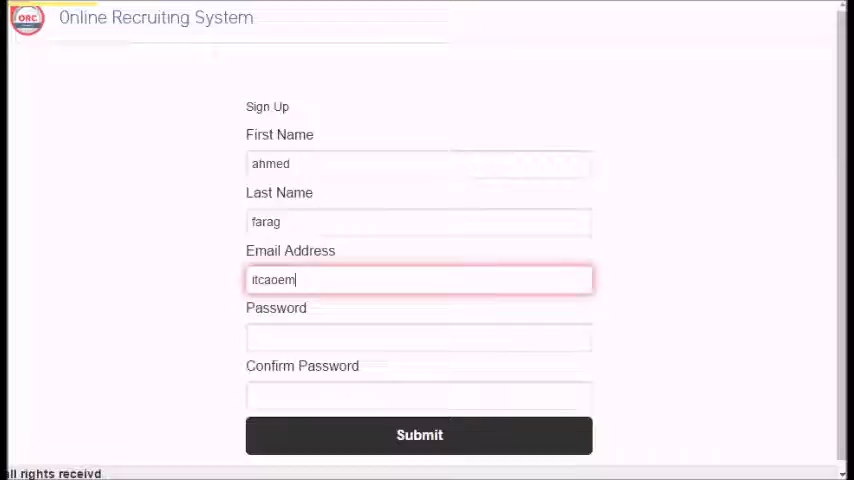 ORC
Online Recruiting System
Sign Up
First Name
ahmed
Last Name
farag
Email Address
itcaoem
Password
Confirm Password
Submit
all rights receivd